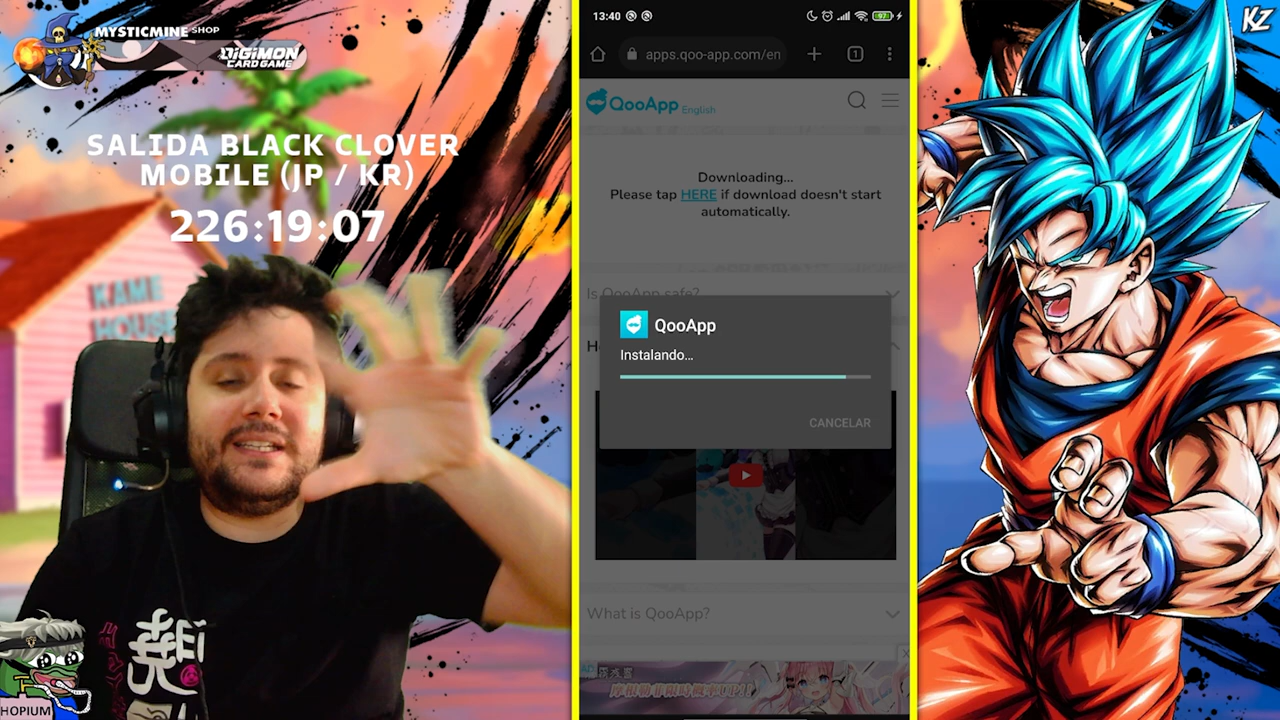 MYSTICMINE SHOP
DIGIMON
CARD GAME
SALIDA BLACK CLOVER
MOBILE (JP / KR)
226:19:07
KAME
HOUSE
HOPIUM
13:40
97
apps.qoo-app.com/en
1
QooApp English
Downloading...
Please tap HERE if download doesn't start
automatically.
Is QooApp safe?
QooApp
Instalando...
CANCELAR
What is QooApp?
KZ